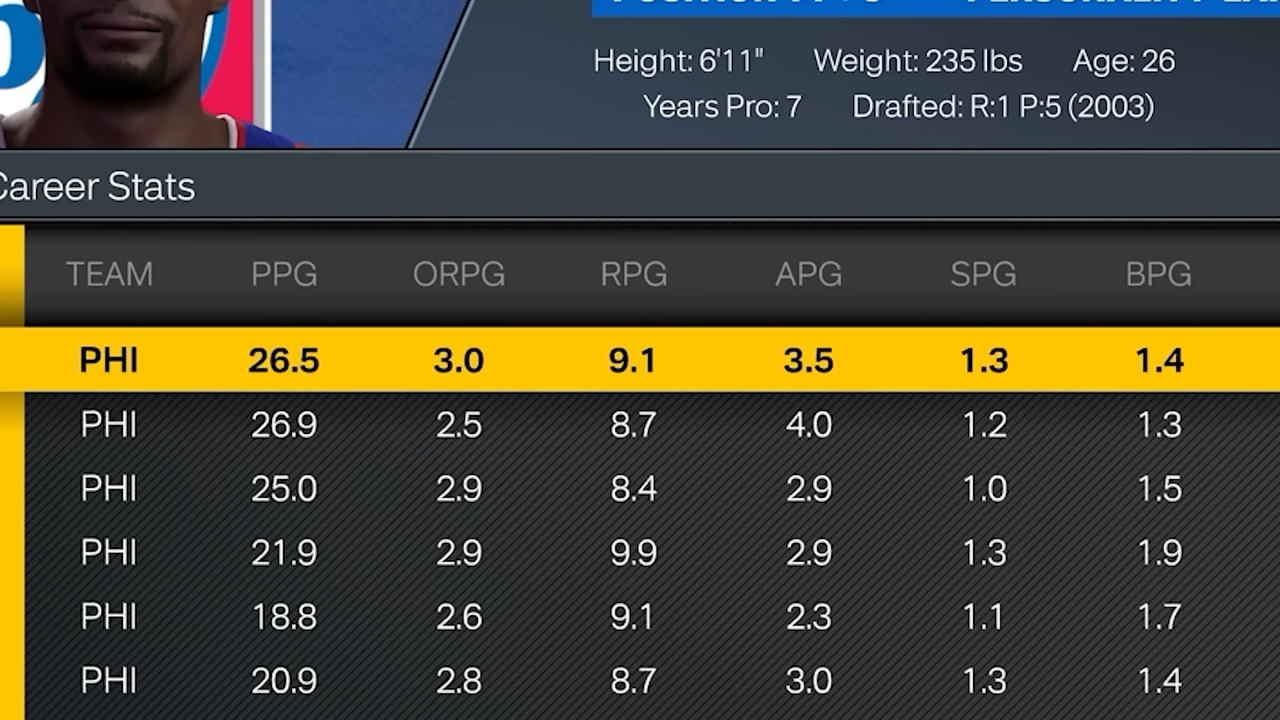 Height: 6'11" Weight: 235 lbs Age: 26
Years Pro: 7 Drafted: R:1 P:5 (2003)
Career Stats
TEAM PPG ORPG RPG APG SPG BPG
PHI 26.5 3.0 9.1 3.5 1.3 1.4
PHI 26.9 2.5 8.7 4.0 1.2 1.3
PHI 25.0 2.9 8.4 2.9 1.0 1.5
PHI 21.9 2.9 9.9 2.9 1.3 1.9
PHI 18.8 2.6 9.1 2.3 1.1 1.7
PHI 20.9 2.8 8.7 3.0 1.3 1.4